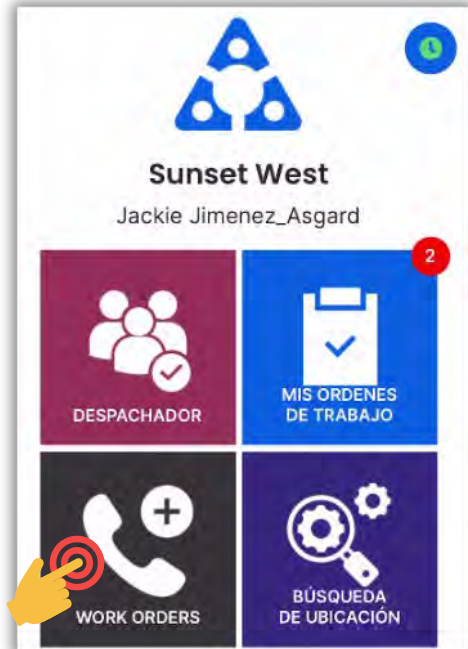 Sunset West
Jackie Jimenez_Asgard
2
DESPACHADOR
MIS ORDENES
DE TRABAJO
WORK ORDERS
BÚSQUEDA
DE UBICACIÓN